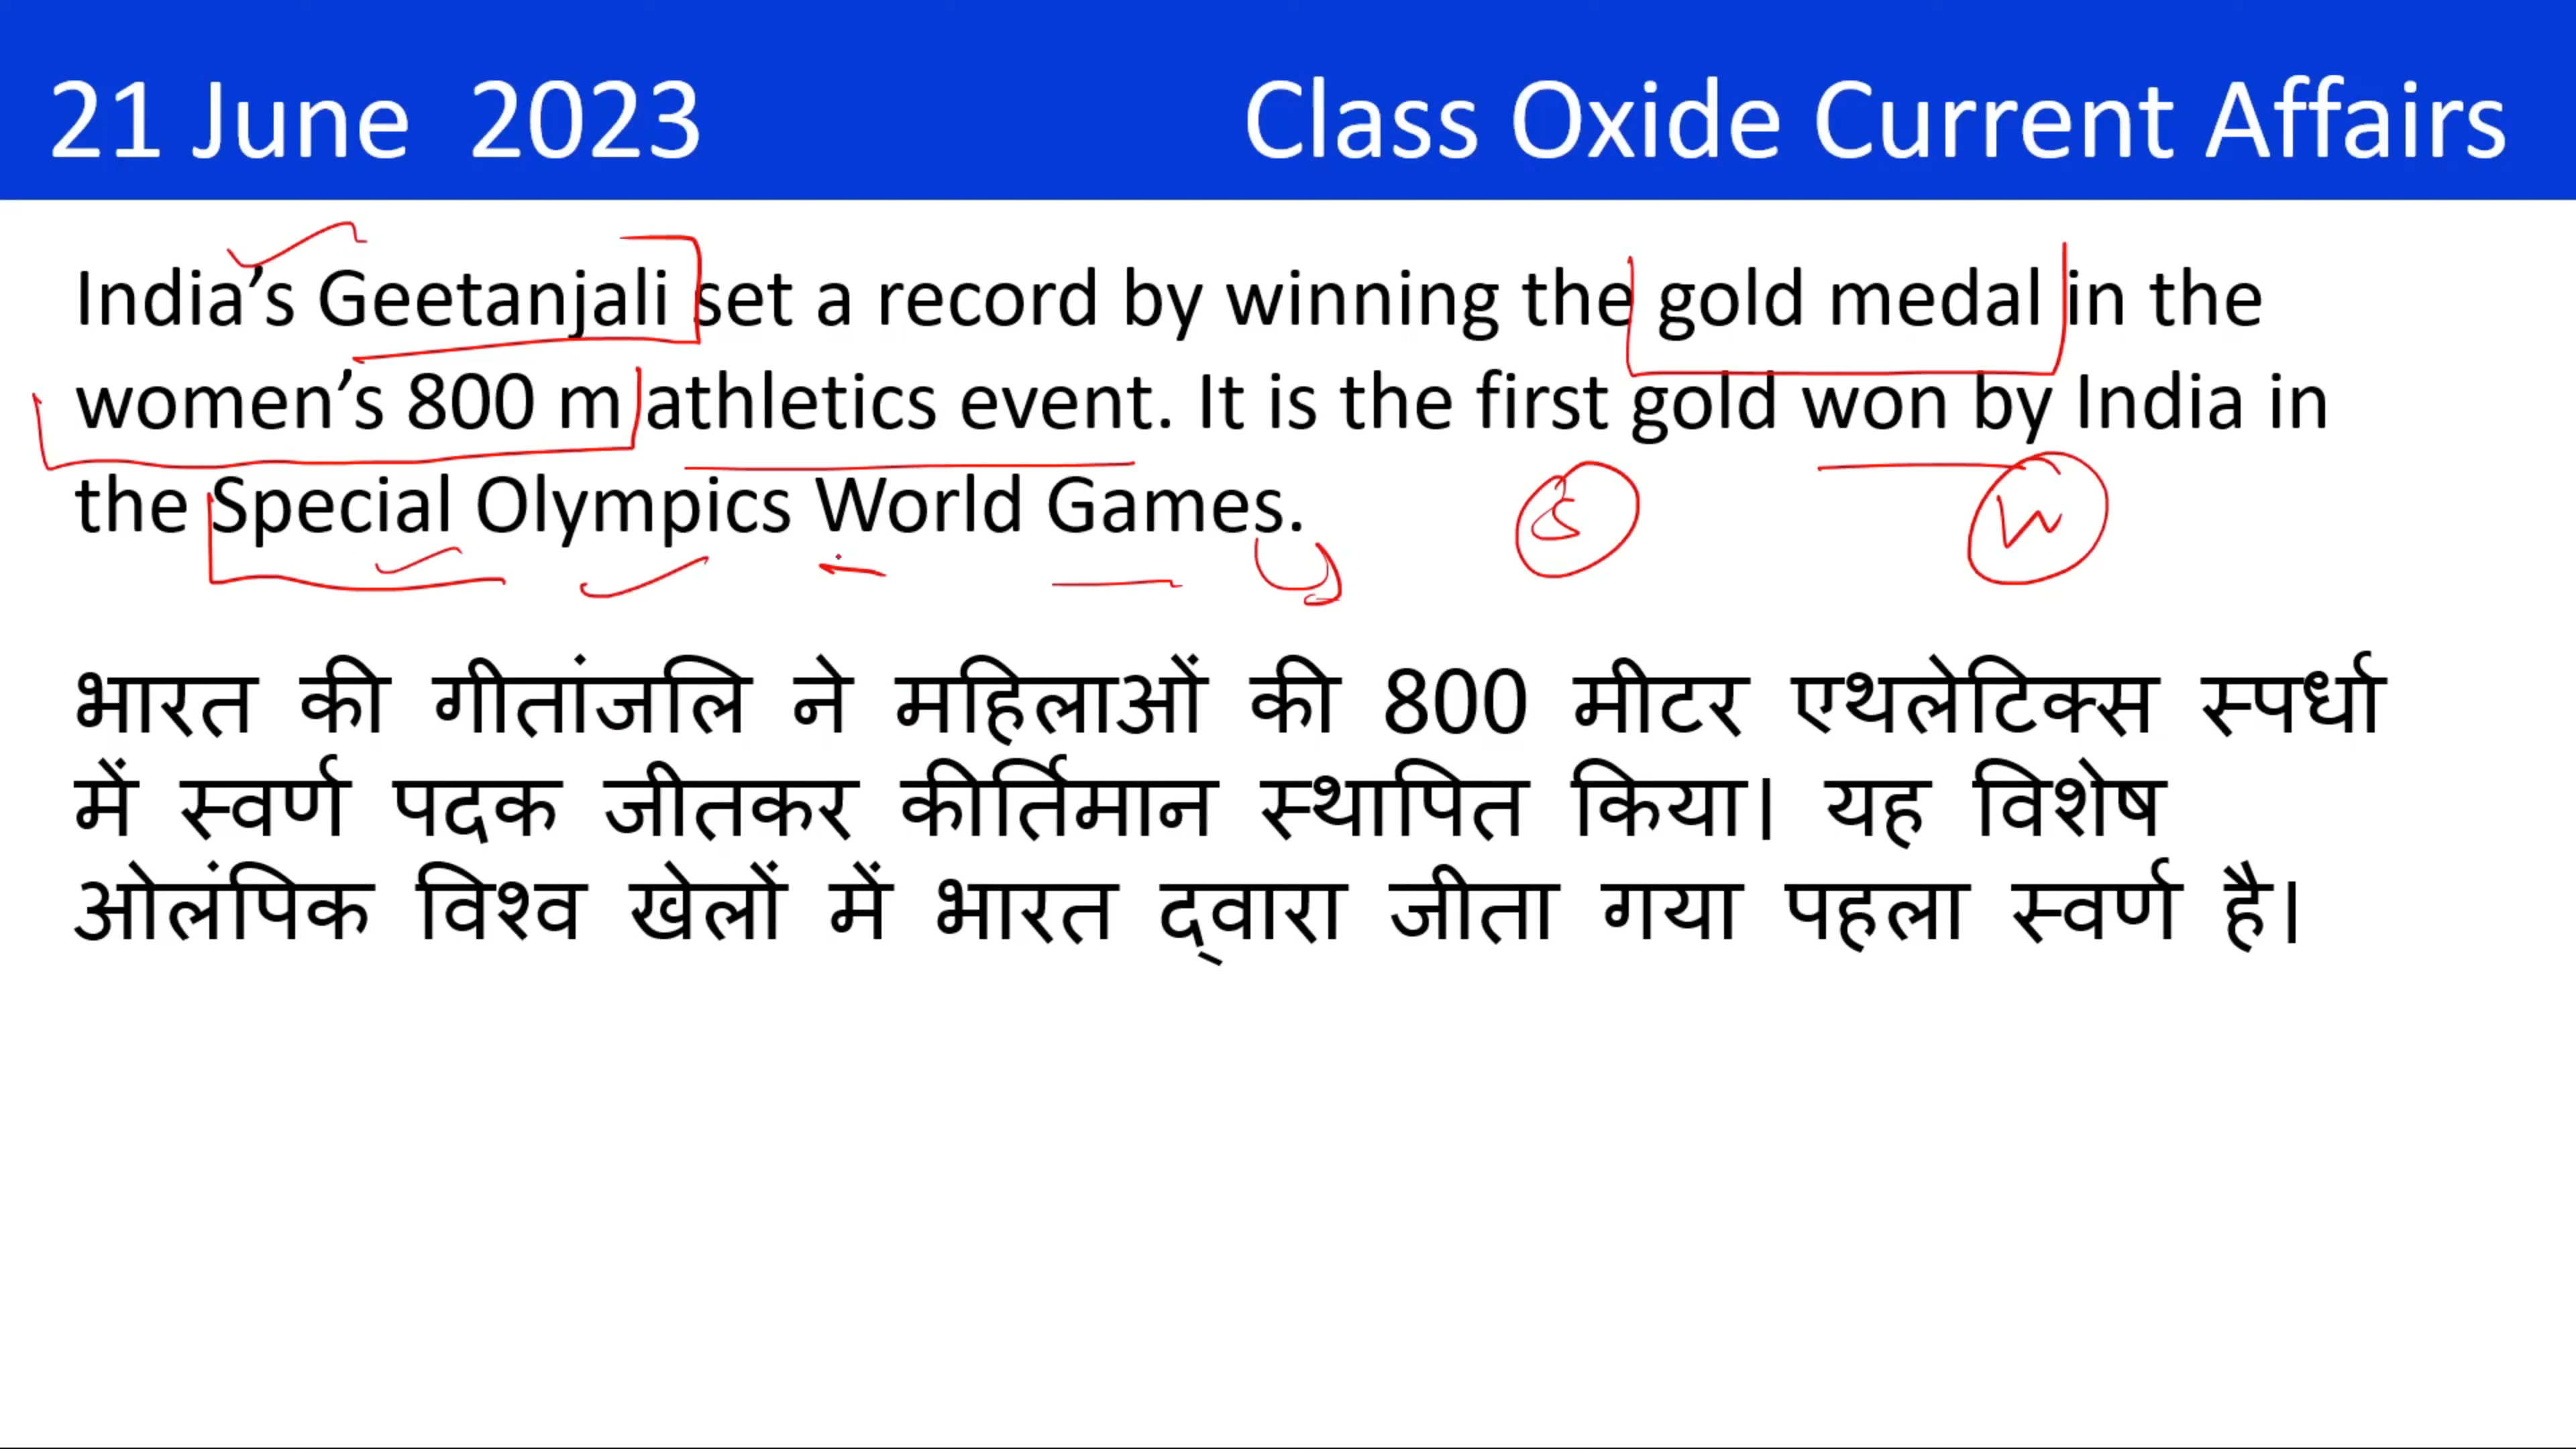 21 June 2023 Class Oxide Current Affairs
India’s Geetanjali set a record by winning the gold medal in the
women’s 800 m athletics event. It is the first gold won by India in
the Special Olympics World Games.
S W
भारत की गीतांजलि ने महिलाओं की 800 मीटर एथलेटिक्स स्पर्धा
में स्वर्ण पदक जीतकर कीर्तिमान स्थापित किया। यह विशेष
ओलंपिक विश्व खेलों में भारत द्वारा जीता गया पहला स्वर्ण है।